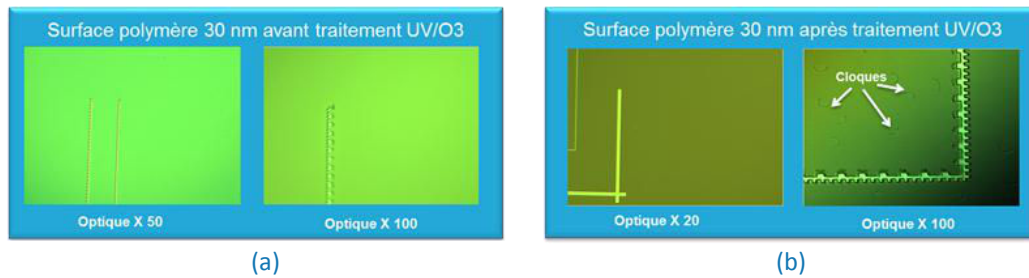 Surface polymère 30 nm avant traitement UV/O3
Optique X 50
Optique X 100
(a)
Surface polymère 30 nm après traitement UV/O3
Cloques
Optique X 20
Optique X 100
(b)